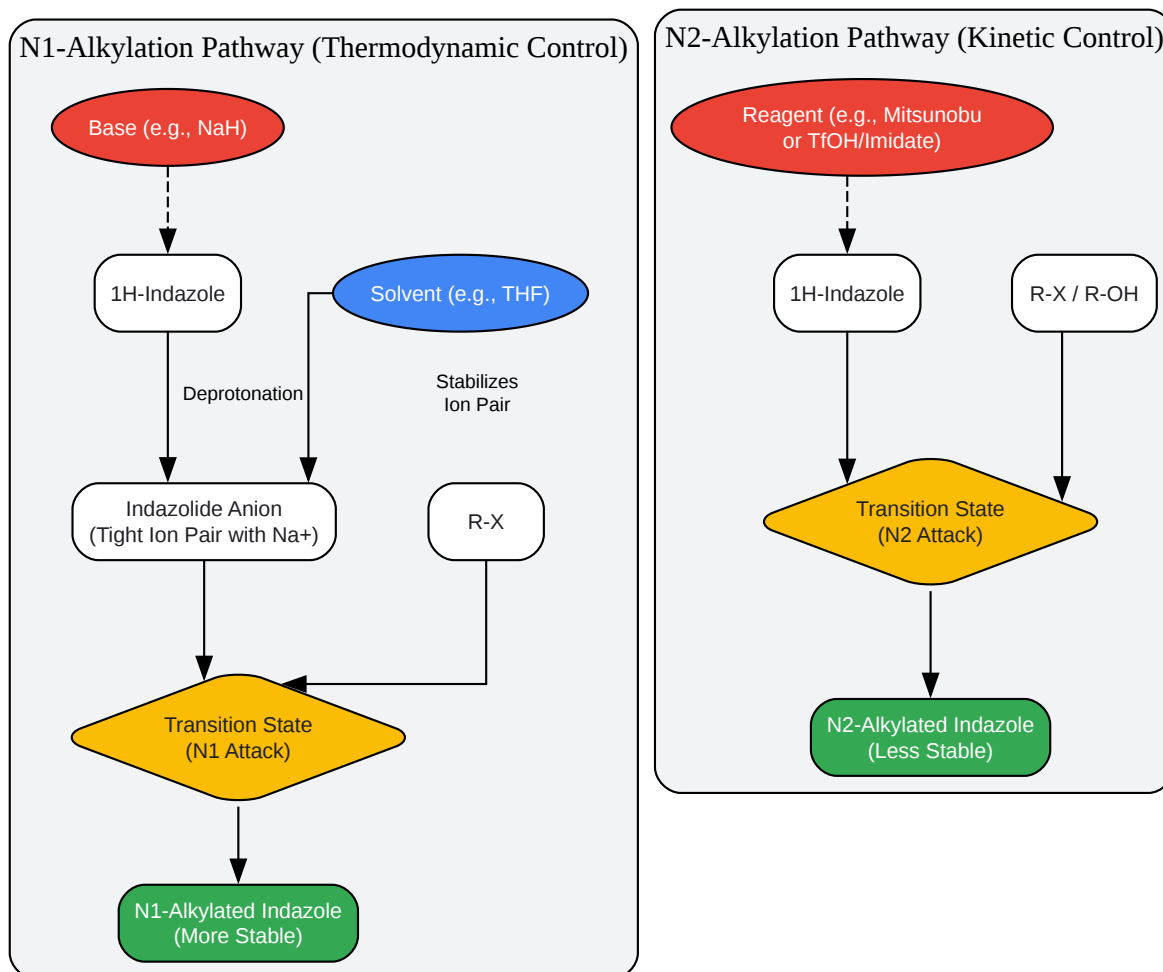 N1-Alkylation Pathway (Thermodynamic Control)
Base (e.g., NaH)
1H-Indazole
Solvent (e.g., THF)
Deprotonation
Stabilizes
Ion Pair
Indazolide Anion
(Tight Ion Pair with Na+)
R-X
Transition State
(N1 Attack)
N1-Alkylated Indazole
(More Stable)
N2-Alkylation Pathway (Kinetic Control)
Reagent (e.g., Mitsunobu
or TfOH/Imidate)
1H-Indazole
R-X / R-OH
Transition State
(N2 Attack)
N2-Alkylated Indazole
(Less Stable)